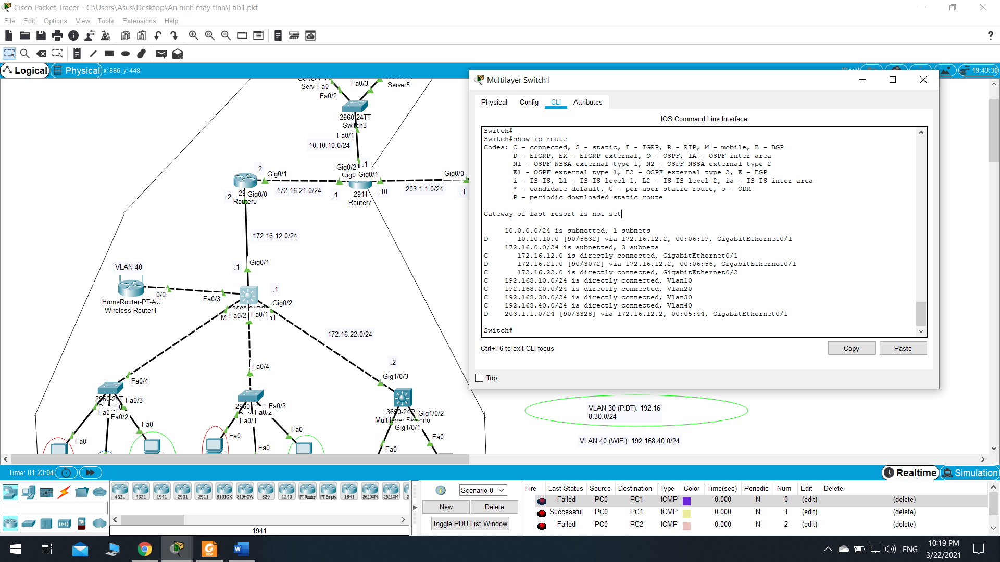 Cisco Packet Tracer - C:\Users\Asus\Desktop\An ninh máy tính\Lab1.pkt
File Edit Options View Tools Extensions Help
Logical Physical x: 886, y: 448
19:43:30
Fa0
Fa0/2
Fa0/3
Server5
2960-24TT
Switch3
Fa0/1
10.10.10.0/24
.2
Gig0/1
Gig0/2
.1
Gig0/1
Gig0/0
172.16.21.0/24
203.1.1.0/24
.2
Gig0/0
.1
2911
Router7
.10
.1
172.16.12.0/24
VLAN 40
.1
Gig0/1
0/0
HomeRouter-PT-AC
Wireless Router1
Fa0/3
.1
Gig0/2
Fa0/2
Fa0/1
172.16.22.0/24
Fa0/4
Fa0/4
.2
Gig1/0/3
Fa0/3
Fa0/2
Fa0
Fa0
Fa0/3
Fa0/1
Fa0
Fa0
Fa0
Gig1/0/2
Gig1/0/1
Fa0
Fa0
VLAN 30 (P.DT): 192.16
8.30.0/24
VLAN 40 (WIFI): 192.168.40.0/24
Multilayer Switch1
Physical Config CLI Attributes
IOS Command Line Interface
Switch#
Switch#show ip route
Codes: C - connected, S - static, I - IGRP, R - RIP, M - mobile, B - BGP
D - EIGRP, EX - EIGRP external, O - OSPF, IA - OSPF inter area
N1 - OSPF NSSA external type 1, N2 - OSPF NSSA external type 2
E1 - OSPF external type 1, E2 - OSPF external type 2, E - EGP
i - IS-IS, L1 - IS-IS level-1, L2 - IS-IS level-2, ia - IS-IS inter area
* - candidate default, U - per-user static route, o - ODR
P - periodic downloaded static route
Gateway of last resort is not set
10.0.0.0/24 is subnetted, 1 subnets
D 10.10.10.0 [90/5632] via 172.16.12.2, 00:06:19, GigabitEthernet0/1
172.16.0.0/24 is subnetted, 3 subnets
C 172.16.12.0 is directly connected, GigabitEthernet0/1
D 172.16.21.0 [90/3072] via 172.16.12.2, 00:06:56, GigabitEthernet0/1
C 172.16.22.0 is directly connected, GigabitEthernet0/2
C 192.168.10.0/24 is directly connected, Vlan10
C 192.168.20.0/24 is directly connected, Vlan20
C 192.168.30.0/24 is directly connected, Vlan30
C 192.168.40.0/24 is directly connected, Vlan40
D 203.1.1.0/24 [90/3328] via 172.16.12.2, 00:05:44, GigabitEthernet0/1
Switch#
Ctrl+F6 to exit CLI focus
Copy Paste
Top
Time: 01:23:04
Realtime Simulation
4331 4321 1941 2901 2911 819IOX 819HGW 829 1240 PT-Router PT-Empty 1841 2620XM 2621XM
1941
Scenario 0
New Delete
Toggle PDU List Window
Fire Last Status Source Destination Type Color Time(sec) Periodic Num Edit Delete
Failed PC0 PC1 ICMP 0.000 N 0 (edit) (delete)
Successful PC0 PC1 ICMP 0.000 N 1 (edit) (delete)
Failed PC0 PC2 ICMP 0.000 N 2 (edit) (delete)
ENG
10:19 PM
3/22/2021